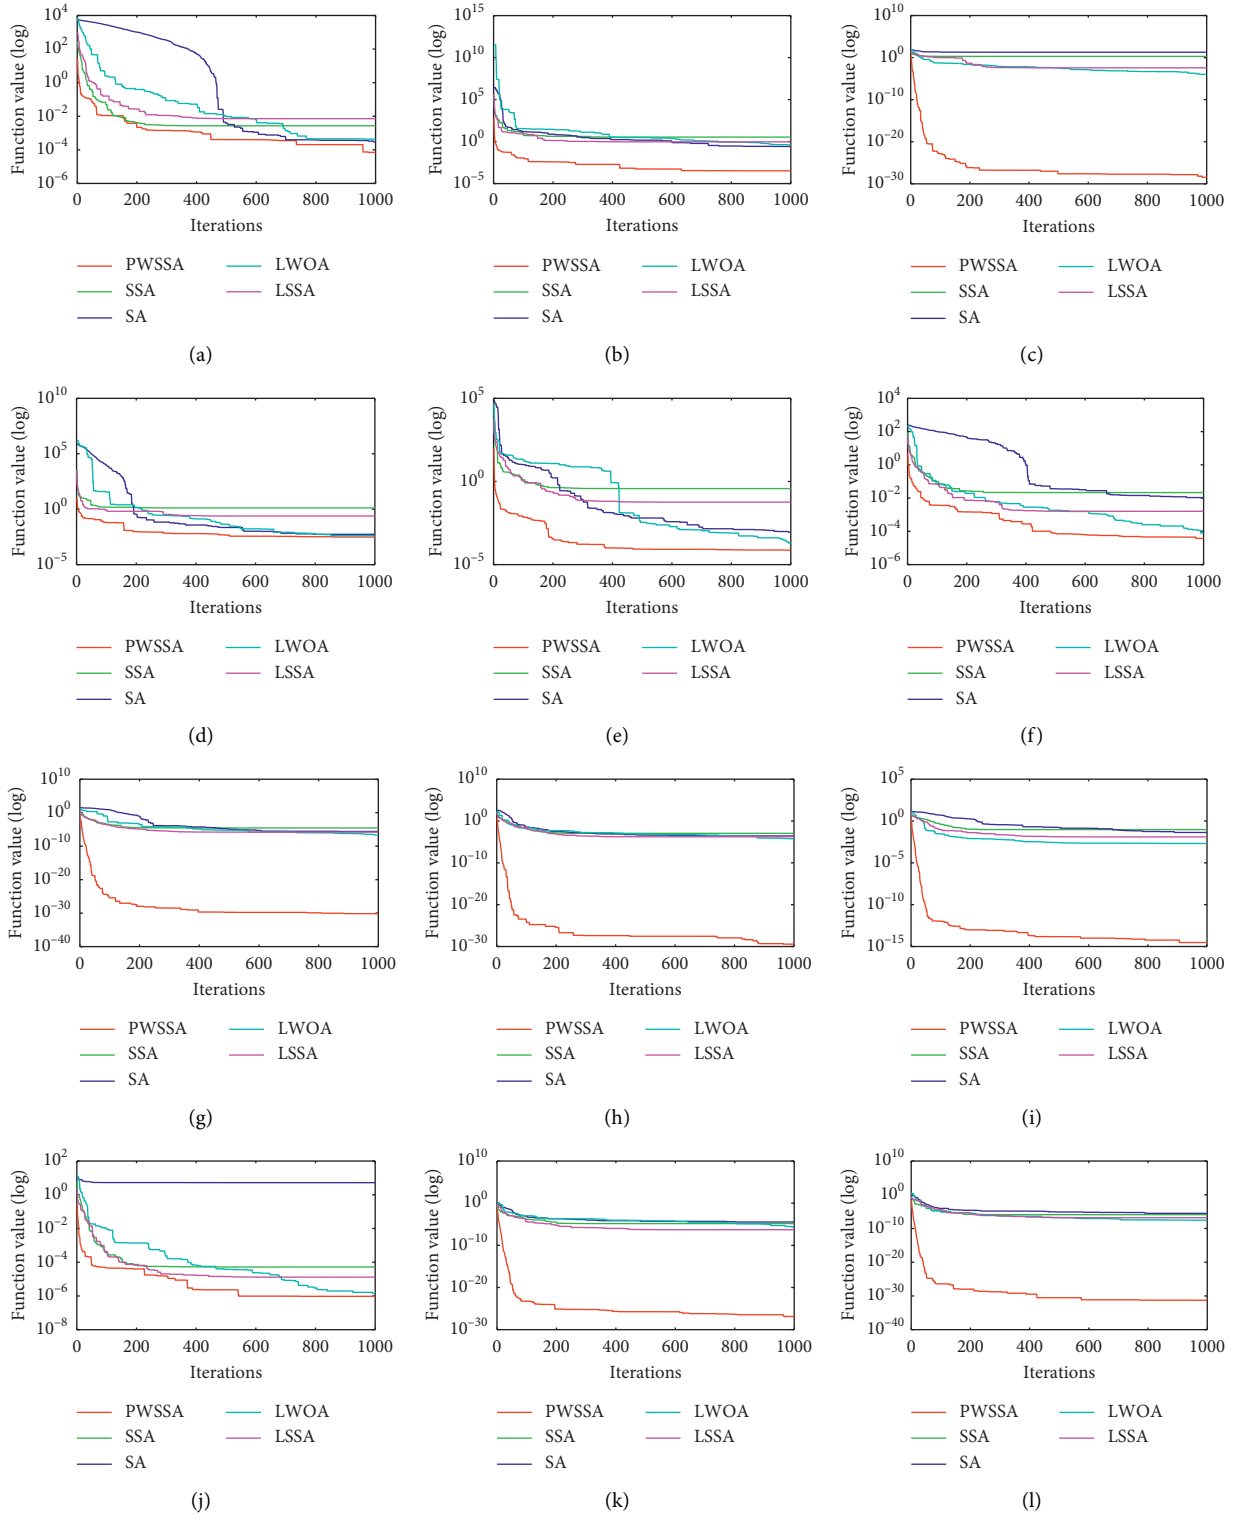 Function value (log)
10^4
10^2
10^0
10^−2
10^−4
10^−6
0 200 400 600 800 1000
Iterations
PWSSA LWOA
SSA LSSA
SA
(a)
Function value (log)
10^15
10^10
10^5
10^0
10^−5
0 200 400 600 800 1000
Iterations
PWSSA LWOA
SSA LSSA
SA
(b)
Function value (log)
10^10
10^0
10^−10
10^−20
10^−30
0 200 400 600 800 1000
Iterations
PWSSA LWOA
SSA LSSA
SA
(c)
Function value (log)
10^10
10^5
10^0
10^−5
0 200 400 600 800 1000
Iterations
PWSSA LWOA
SSA LSSA
SA
(d)
Function value (log)
10^5
10^0
10^−5
0 200 400 600 800 1000
Iterations
PWSSA LWOA
SSA LSSA
SA
(e)
Function value (log)
10^4
10^2
10^0
10^−2
10^−4
10^−6
0 200 400 600 800 1000
Iterations
PWSSA LWOA
SSA LSSA
SA
(f)
Function value (log)
10^10
10^0
10^−10
10^−20
10^−30
10^−40
0 200 400 600 800 1000
Iterations
PWSSA LWOA
SSA LSSA
SA
(g)
Function value (log)
10^10
10^0
10^−10
10^−20
10^−30
0 200 400 600 800 1000
Iterations
PWSSA LWOA
SSA LSSA
SA
(h)
Function value (log)
10^5
10^0
10^−5
10^−10
10^−15
0 200 400 600 800 1000
Iterations
PWSSA LWOA
SSA LSSA
SA
(i)
Function value (log)
10^2
10^0
10^−2
10^−4
10^−6
10^−8
0 200 400 600 800 1000
Iterations
PWSSA LWOA
SSA LSSA
SA
(j)
Function value (log)
10^10
10^0
10^−10
10^−20
10^−30
0 200 400 600 800 1000
Iterations
PWSSA LWOA
SSA LSSA
SA
(k)
Function value (log)
10^10
10^0
10^−10
10^−20
10^−30
10^−40
0 200 400 600 800 1000
Iterations
PWSSA LWOA
SSA LSSA
SA
(l)